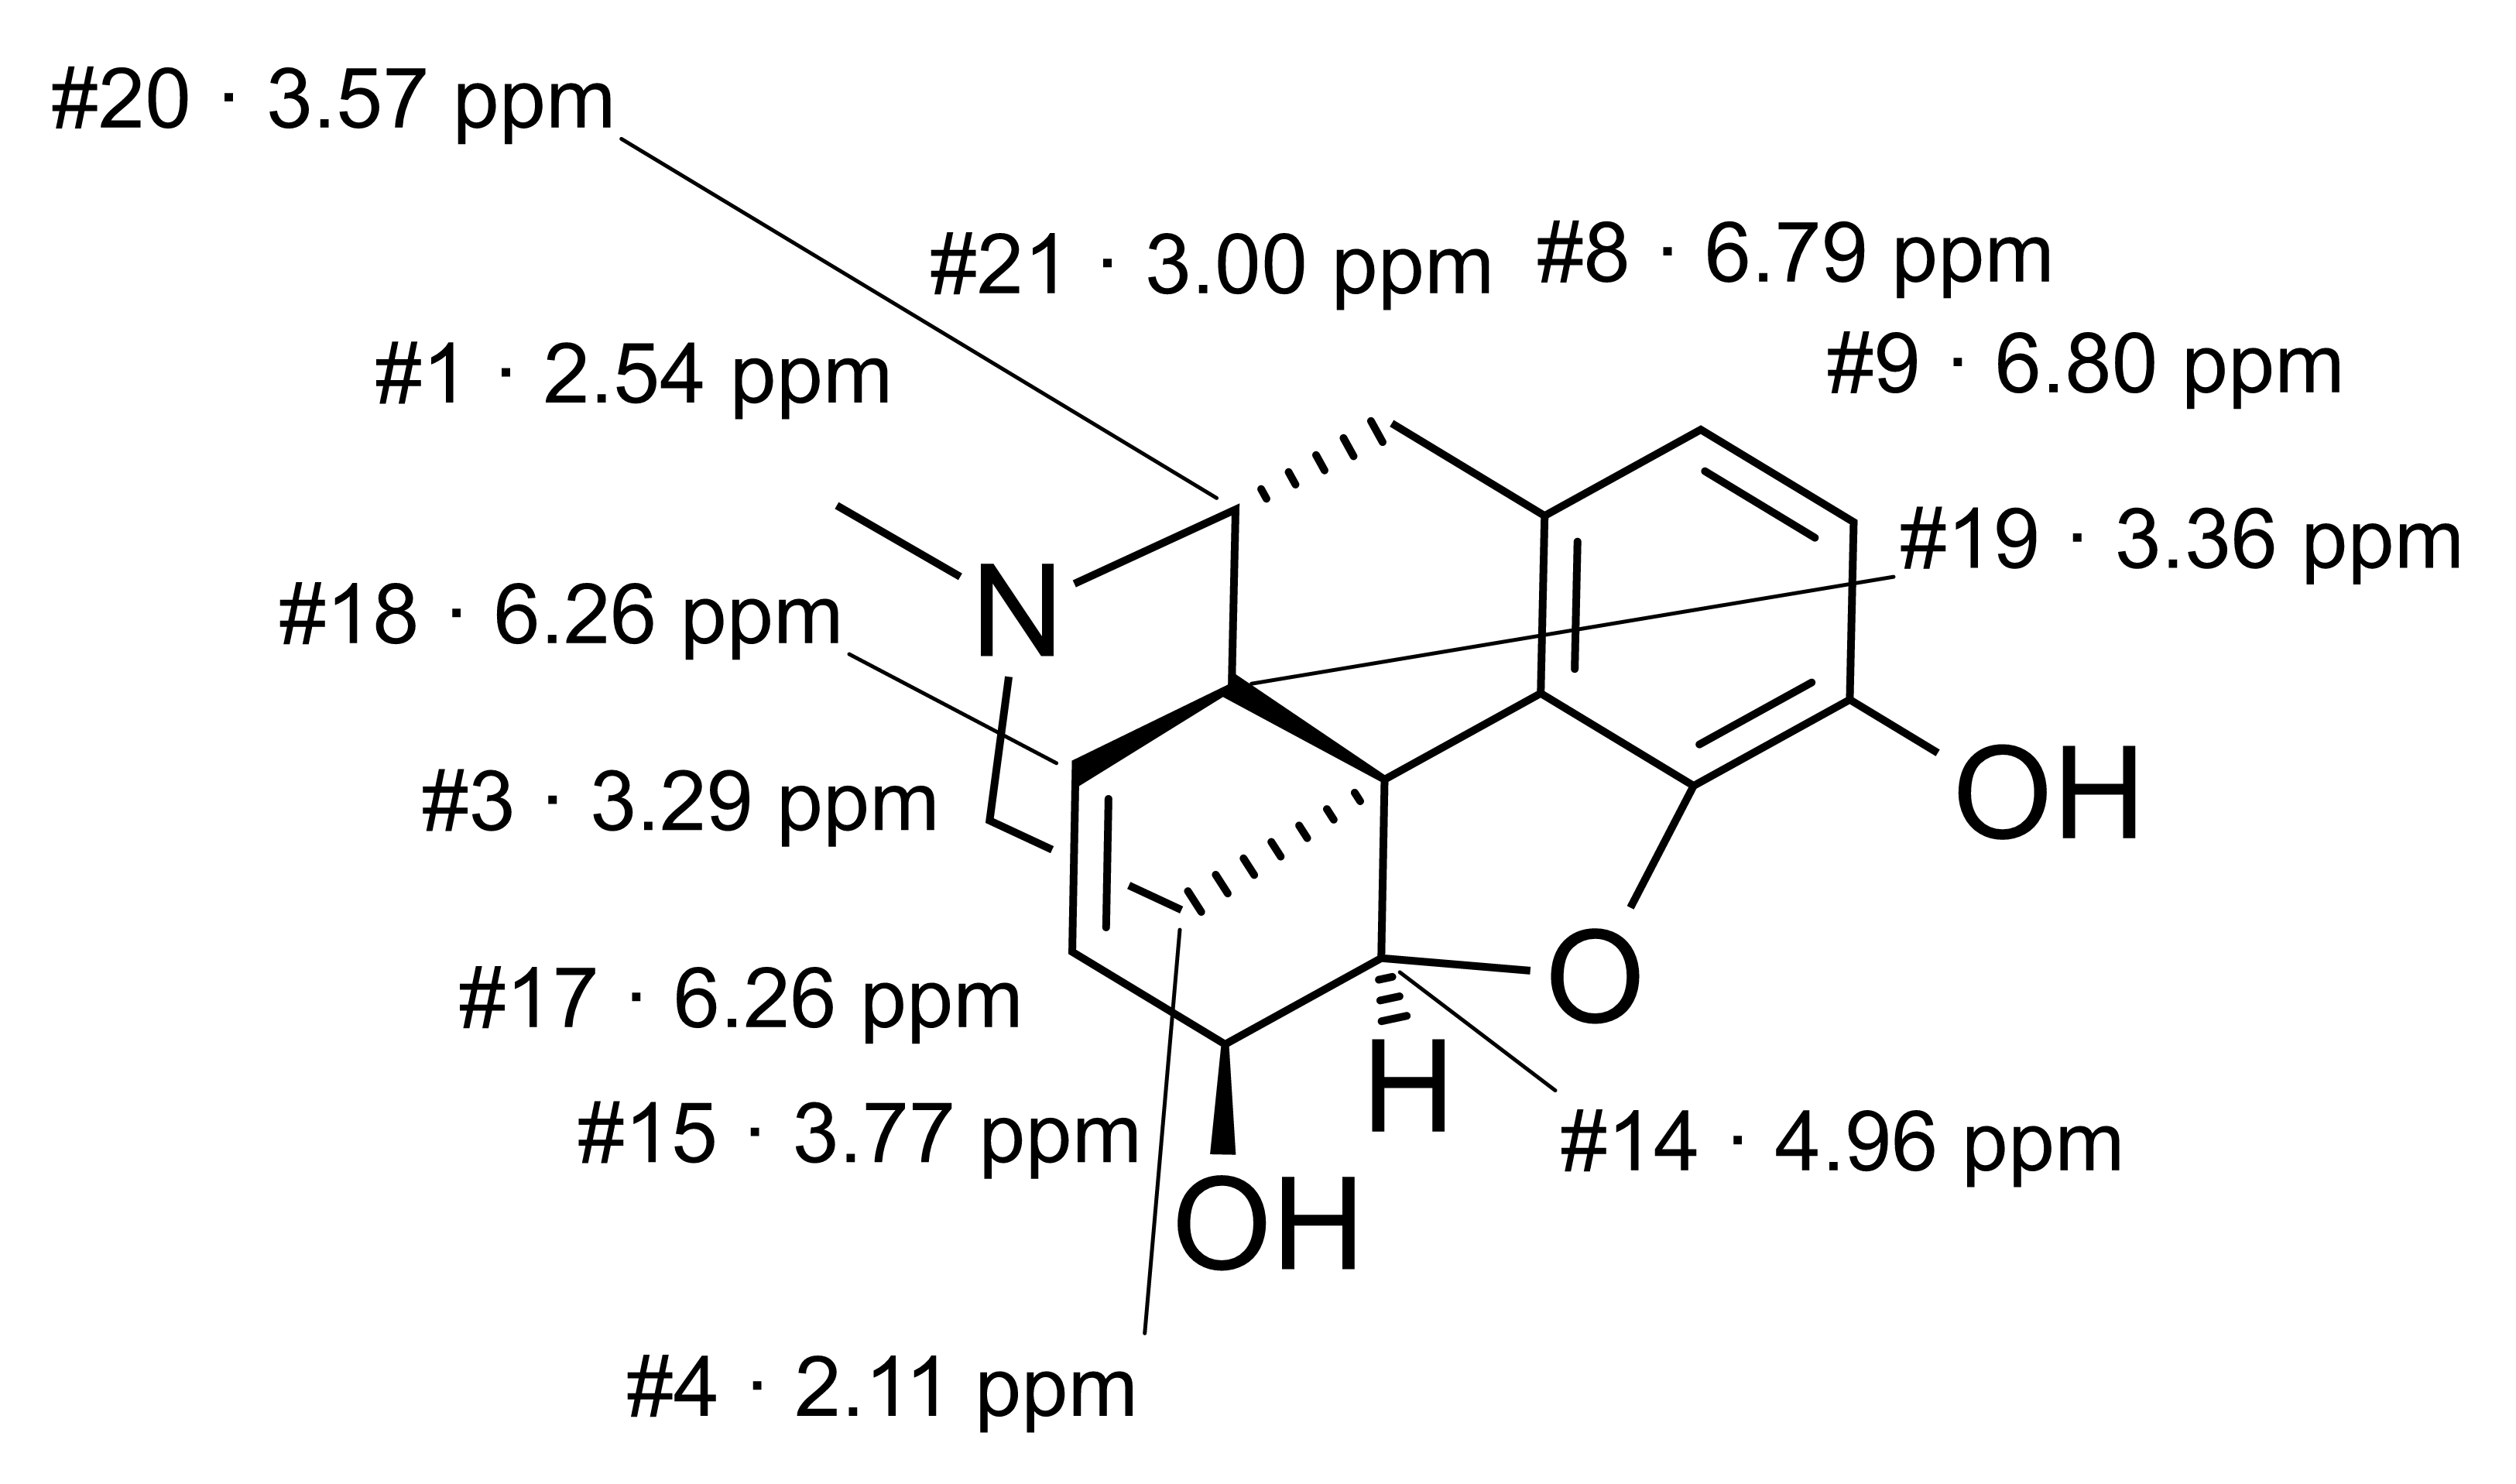 #20 · 3.57 ppm
#21 · 3.00 ppm
#8 · 6.79 ppm
#1 · 2.54 ppm
#9 · 6.80 ppm
#19 · 3.36 ppm
N
#18 · 6.26 ppm
#3 · 3.29 ppm
OH
O
#17 · 6.26 ppm
H
#15 · 3.77 ppm
#14 · 4.96 ppm
OH
#4 · 2.11 ppm